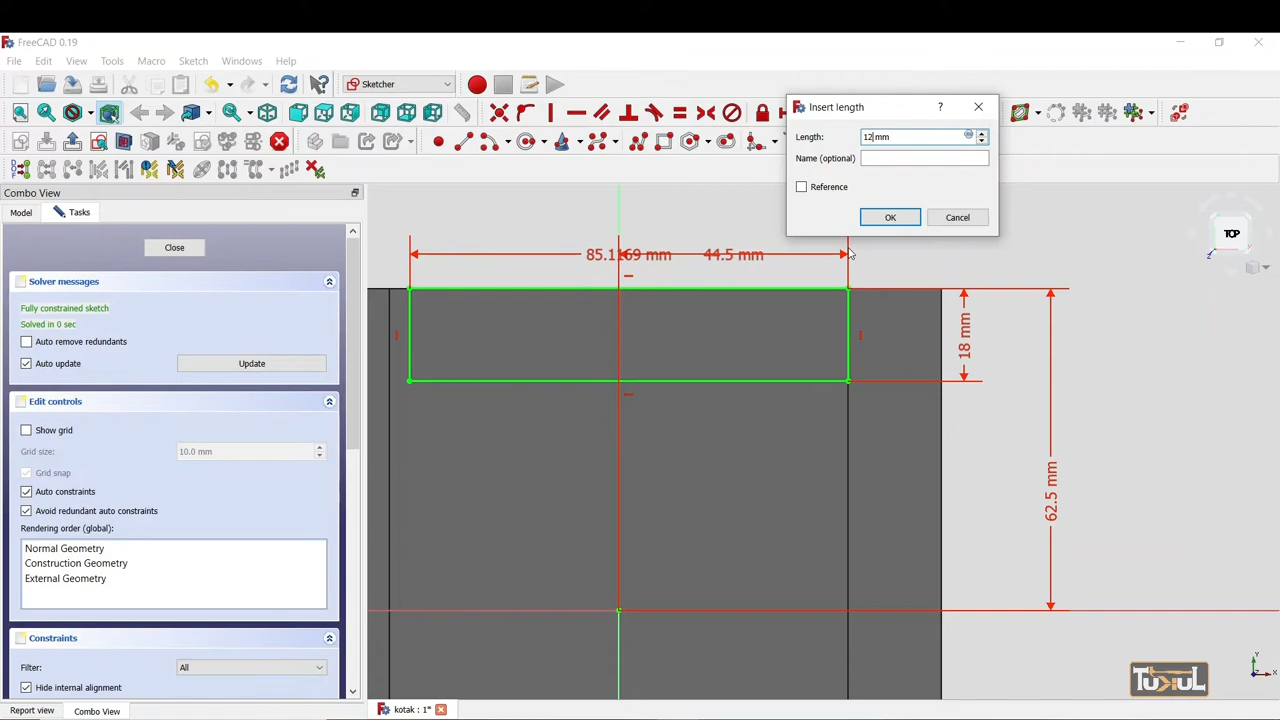 FreeCAD 0.19
File Edit View Tools Macro Sketch Windows Help
Sketcher
Insert length
Length: 12 mm
Name (optional)
Reference
OK Cancel
Combo View
Model Tasks
Close
Solver messages
Fully constrained sketch
Solved in 0 sec
Auto remove redundants
Auto update Update
Edit controls
Show grid
Grid size: 10.0 mm
Grid snap
Auto constraints
Avoid redundant auto constraints
Rendering order (global):
Normal Geometry
Construction Geometry
External Geometry
Constraints
Filter: All
Hide internal alignment
Report view Combo View
85.1169 mm 44.5 mm
18 mm
62.5 mm
TOP
kotak : 1*
TUKUL
Y
Z X